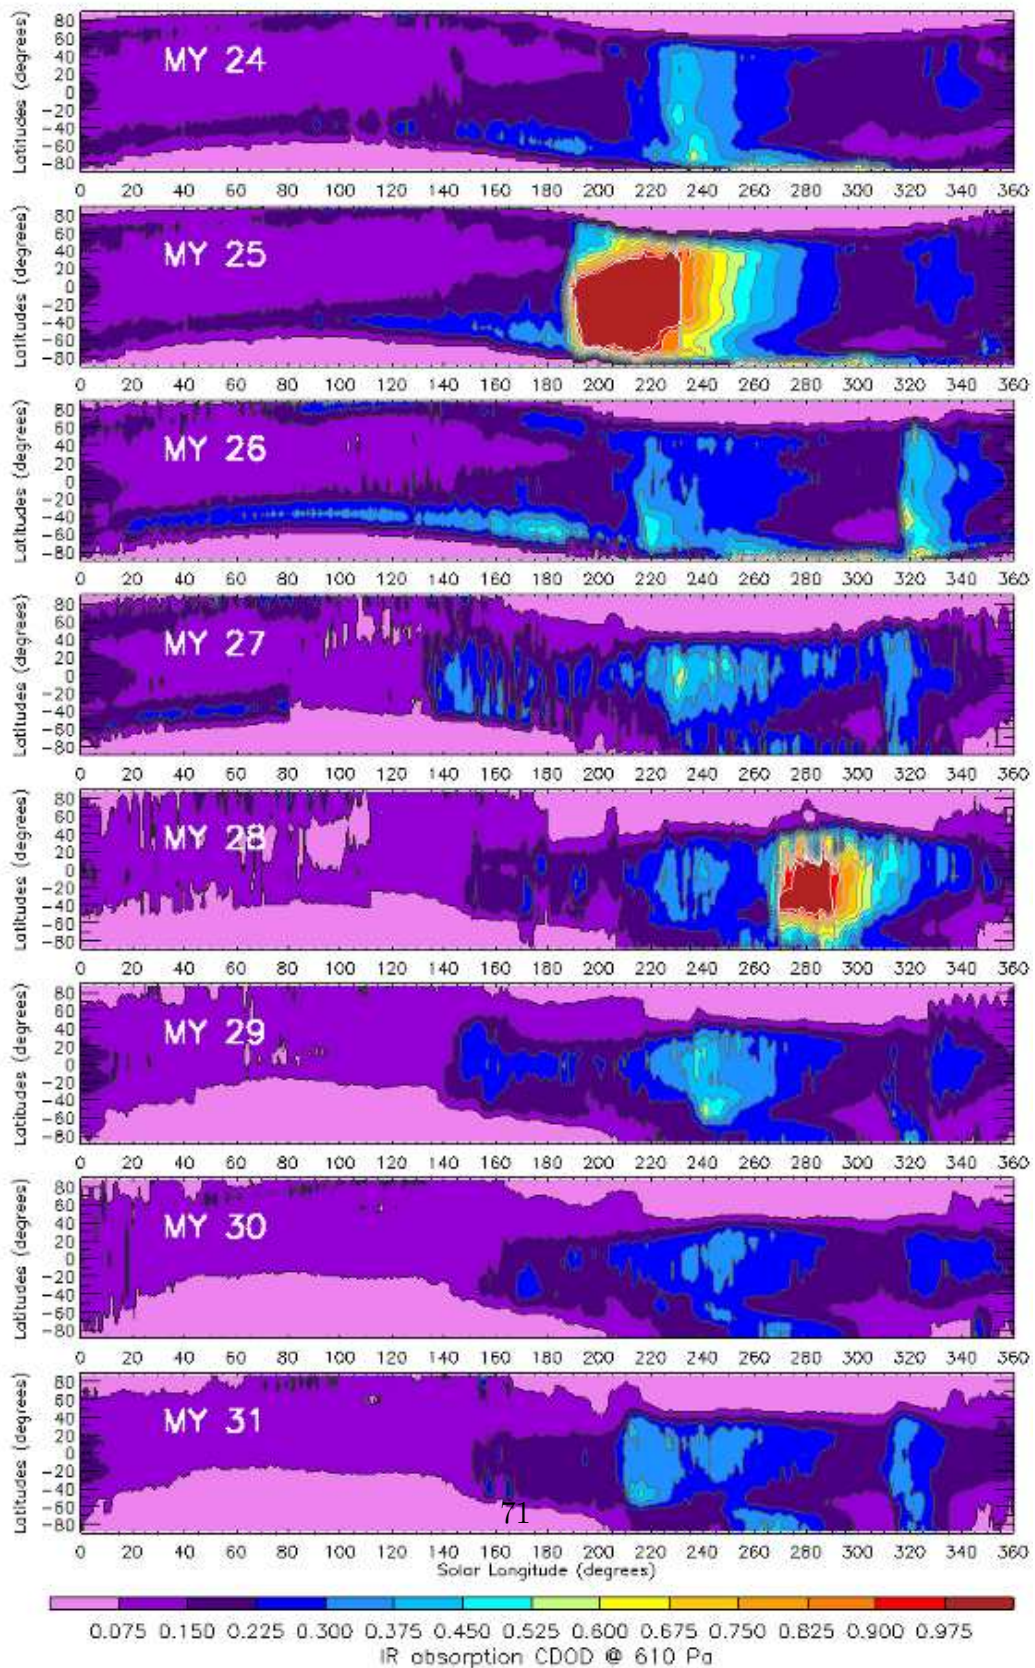 Latitudes (degrees)
80
60
40
20
0
-20
-40
-60
-80
MY 24
0 20 40 60 80 100 120 140 160 180 200 220 240 260 280 300 320 340 360
Latitudes (degrees)
80
60
40
20
0
-20
-40
-60
-80
MY 25
0 20 40 60 80 100 120 140 160 180 200 220 240 260 280 300 320 340 360
Latitudes (degrees)
80
60
40
20
0
-20
-40
-60
-80
MY 26
0 20 40 60 80 100 120 140 160 180 200 220 240 260 280 300 320 340 360
Latitudes (degrees)
80
60
40
20
0
-20
-40
-60
-80
MY 27
0 20 40 60 80 100 120 140 160 180 200 220 240 260 280 300 320 340 360
Latitudes (degrees)
80
60
40
20
0
-20
-40
-60
-80
MY 28
0 20 40 60 80 100 120 140 160 180 200 220 240 260 280 300 320 340 360
Latitudes (degrees)
80
60
40
20
0
-20
-40
-60
-80
MY 29
0 20 40 60 80 100 120 140 160 180 200 220 240 260 280 300 320 340 360
Latitudes (degrees)
80
60
40
20
0
-20
-40
-60
-80
MY 30
0 20 40 60 80 100 120 140 160 180 200 220 240 260 280 300 320 340 360
Latitudes (degrees)
80
60
40
20
0
-20
-40
-60
-80
MY 31
71
0 20 40 60 80 100 120 140 160 180 200 220 240 260 280 300 320 340 360
Solar Longitude (degrees)
0.075 0.150 0.225 0.300 0.375 0.450 0.525 0.600 0.675 0.750 0.825 0.900 0.975
IR absorption CDOD @ 610 Pa